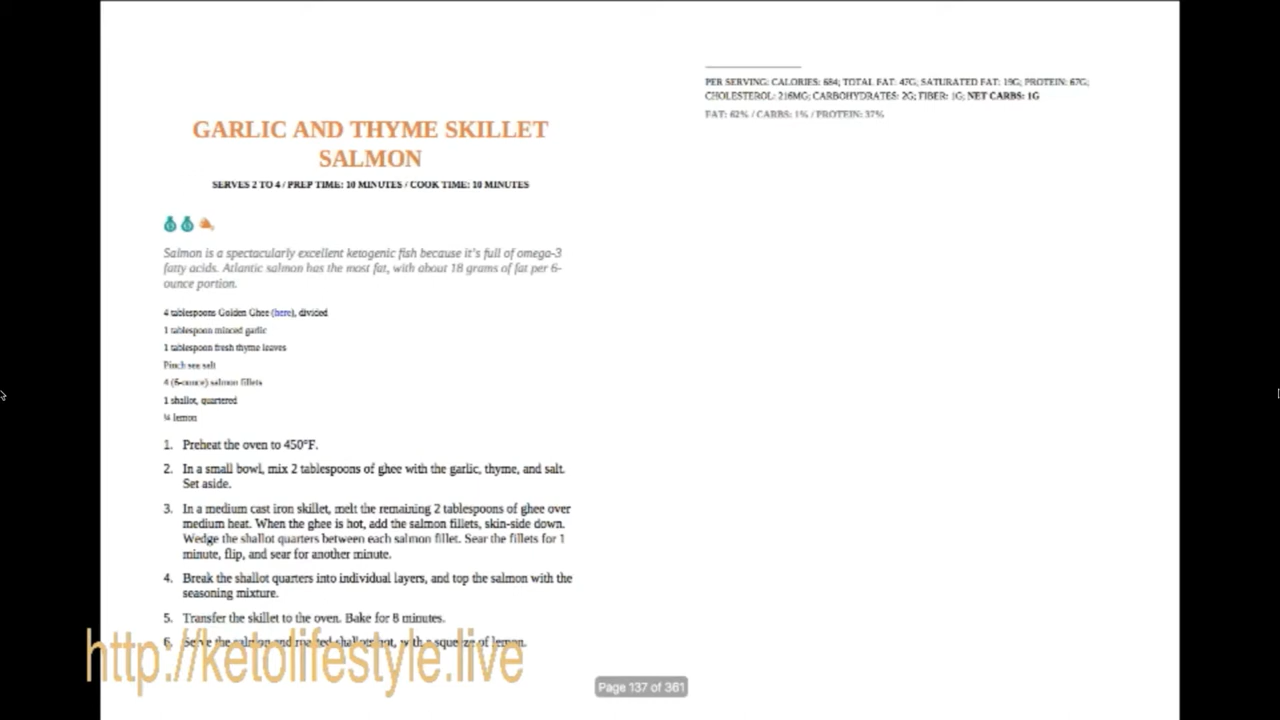 GARLIC AND THYME SKILLET
SALMON
SERVES 2 TO 4 / PREP TIME: 10 MINUTES / COOK TIME: 10 MINUTES
Salmon is a spectacularly excellent ketogenic fish because it's full of omega-3
fatty acids. Atlantic salmon has the most fat, with about 18 grams of fat per 6-
ounce portion.
4 tablespoons Golden Ghee (here), divided
1 tablespoon minced garlic
1 tablespoon fresh thyme leaves
Pinch sea salt
4 (6-ounce) salmon fillets
1 shallot, quartered
lemon
1. Preheat the oven to 450°F.
2. In a small bowl, mix 2 tablespoons of ghee with the garlic, thyme, and salt.
Set aside.
3. In a medium cast iron skillet, melt the remaining 2 tablespoons of ghee over
medium heat. When the ghee is hot, add the salmon fillets, skin-side down.
Wedge the shallot quarters between each salmon fillet. Sear the fillets for 1
minute, flip, and sear for another minute.
4. Break the shallot quarters into individual layers, and top the salmon with the
seasoning mixture.
5. Transfer the skillet to the oven. Bake for 8 minutes.
6. Serve the salmon and roasted shallots hot, with a squeeze of lemon.
http://ketolifestyle.live
PER SERVING: CALORIES: 684; TOTAL FAT: 47G; SATURATED FAT: 19G; PROTEIN: 67G;
CHOLESTEROL: 216MG; CARBOHYDRATES: 2G; FIBER: 1G; NET CARBS: 1G
FAT: 62% / CARBS: 1% / PROTEIN: 37%
Page 137 of 361